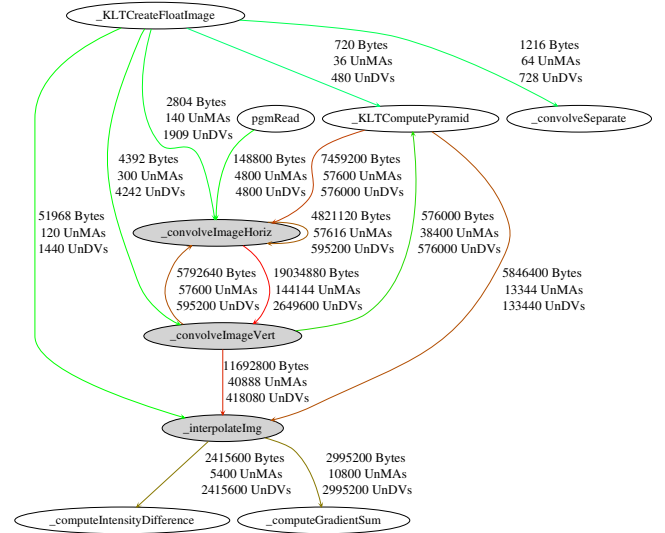 _KLTCreateFloatImage
720 Bytes
36 UnMAs
480 UnDVs
1216 Bytes
64 UnMAs
728 UnDVs
2804 Bytes
140 UnMAs
1909 UnDVs
pgmRead
_KLTComputePyramid
_convolveSeparate
4392 Bytes
300 UnMAs
4242 UnDVs
148800 Bytes
4800 UnMAs
4800 UnDVs
7459200 Bytes
57600 UnMAs
576000 UnDVs
51968 Bytes
120 UnMAs
1440 UnDVs
_convolveImageHoriz
4821120 Bytes
57616 UnMAs
595200 UnDVs
576000 Bytes
38400 UnMAs
576000 UnDVs
5792640 Bytes
57600 UnMAs
595200 UnDVs
19034880 Bytes
144144 UnMAs
2649600 UnDVs
5846400 Bytes
13344 UnMAs
133440 UnDVs
_convolveImageVert
11692800 Bytes
40888 UnMAs
418080 UnDVs
_interpolateImg
2415600 Bytes
5400 UnMAs
2415600 UnDVs
2995200 Bytes
10800 UnMAs
2995200 UnDVs
_computeIntensityDifference
_computeGradientSum